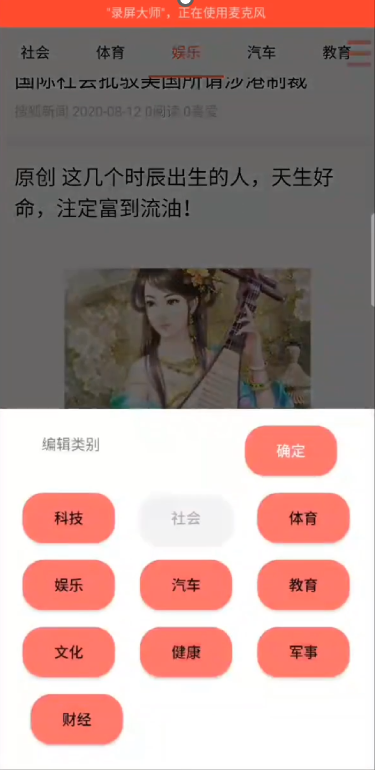 "录屏大师"，正在使用麦克风
社会 体育 娱乐 汽车 教育
国际社会批驳美国所谓涉港制裁
搜狐新闻 2020-08-12 0阅读 0喜爱
原创 这几个时辰出生的人，天生好
命，注定富到流油！
编辑类别 确定
科技 社会 体育
娱乐 汽车 教育
文化 健康 军事
财经